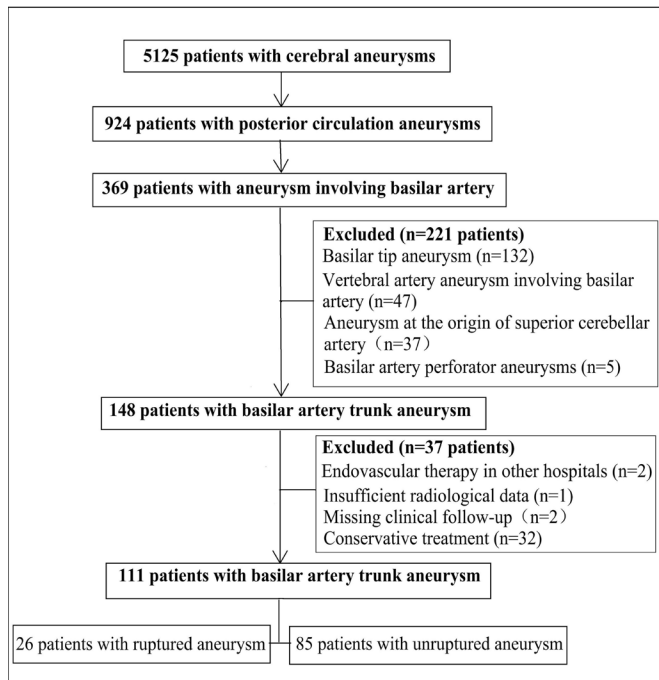 5125 patients with cerebral aneurysms
924 patients with posterior circulation aneurysms
369 patients with aneurysm involving basilar artery
Excluded (n=221 patients)
Basilar tip aneurysm (n=132)
Vertebral artery aneurysm involving basilar
artery (n=47)
Aneurysm at the origin of superior cerebellar
artery（n=37）
Basilar artery perforator aneurysms (n=5)
148 patients with basilar artery trunk aneurysm
Excluded (n=37 patients)
Endovascular therapy in other hospitals (n=2)
Insufficient radiological data (n=1)
Missing clinical follow-up（n=2）
Conservative treatment (n=32)
111 patients with basilar artery trunk aneurysm
26 patients with ruptured aneurysm
85 patients with unruptured aneurysm